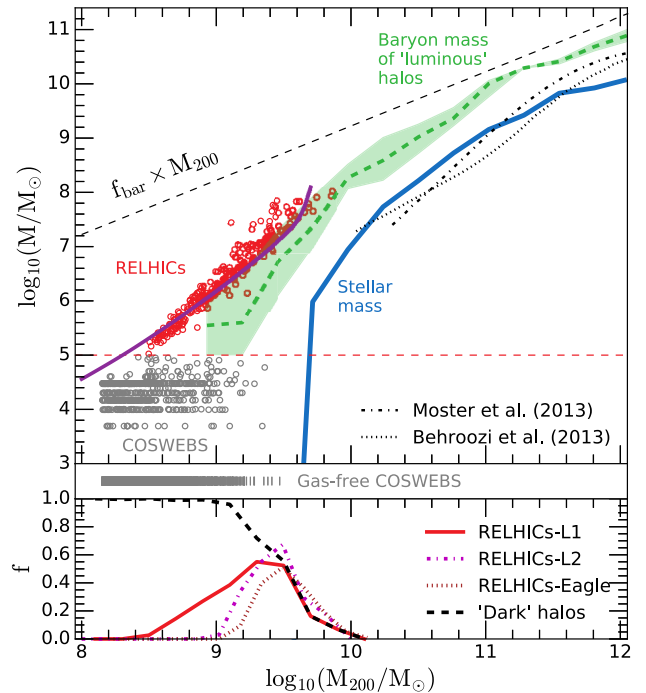 11
10
9
8
7
6
5
4
3
log10(M/M⊙)
Baryon mass
of 'luminous'
halos
fbar × M200
RELHICs
Stellar
mass
COSWEBS
Moster et al. (2013)
Behroozi et al. (2013)
Gas-free COSWEBS
1.0
0.8
0.6
0.4
0.2
0.0
f
RELHICs-L1
RELHICs-L2
RELHICs-Eagle
'Dark' halos
8
9
10
11
12
log10(M200/M⊙)